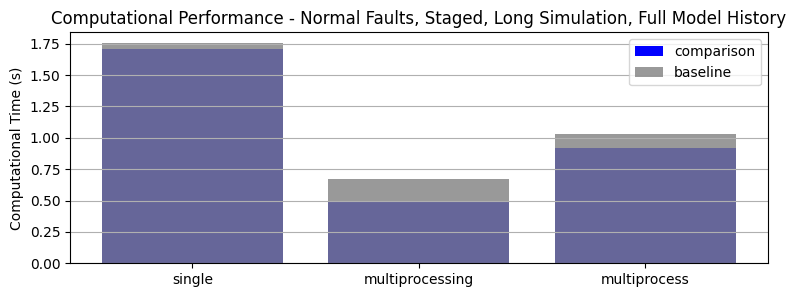 Computational Performance - Normal Faults, Staged, Long Simulation, Full Model History
Computational Time (s)
1.75
1.50
1.25
1.00
0.75
0.50
0.25
0.00
comparison
baseline
single
multiprocessing
multiprocess